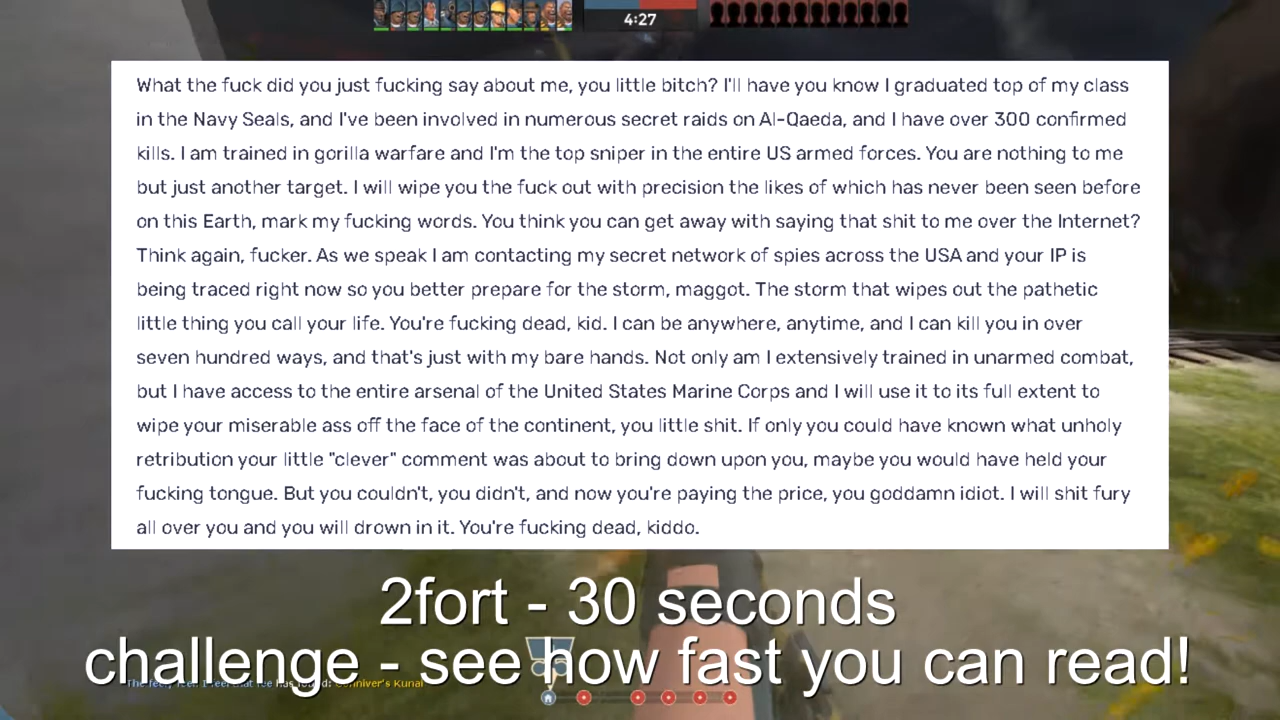 4:27
What the fuck did you just fucking say about me, you little bitch? I'll have you know I graduated top of my class
in the Navy Seals, and I've been involved in numerous secret raids on Al-Qaeda, and I have over 300 confirmed
kills. I am trained in gorilla warfare and I'm the top sniper in the entire US armed forces. You are nothing to me
but just another target. I will wipe you the fuck out with precision the likes of which has never been seen before
on this Earth, mark my fucking words. You think you can get away with saying that shit to me over the Internet?
Think again, fucker. As we speak I am contacting my secret network of spies across the USA and your IP is
being traced right now so you better prepare for the storm, maggot. The storm that wipes out the pathetic
little thing you call your life. You're fucking dead, kid. I can be anywhere, anytime, and I can kill you in over
seven hundred ways, and that's just with my bare hands. Not only am I extensively trained in unarmed combat,
but I have access to the entire arsenal of the United States Marine Corps and I will use it to its full extent to
wipe your miserable ass off the face of the continent, you little shit. If only you could have known what unholy
retribution your little "clever" comment was about to bring down upon you, maybe you would have held your
fucking tongue. But you couldn't, you didn't, and now you're paying the price, you goddamn idiot. I will shit fury
all over you and you will drown in it. You're fucking dead, kiddo.
2fort - 30 seconds
challenge - see how fast you can read!
has Kunai